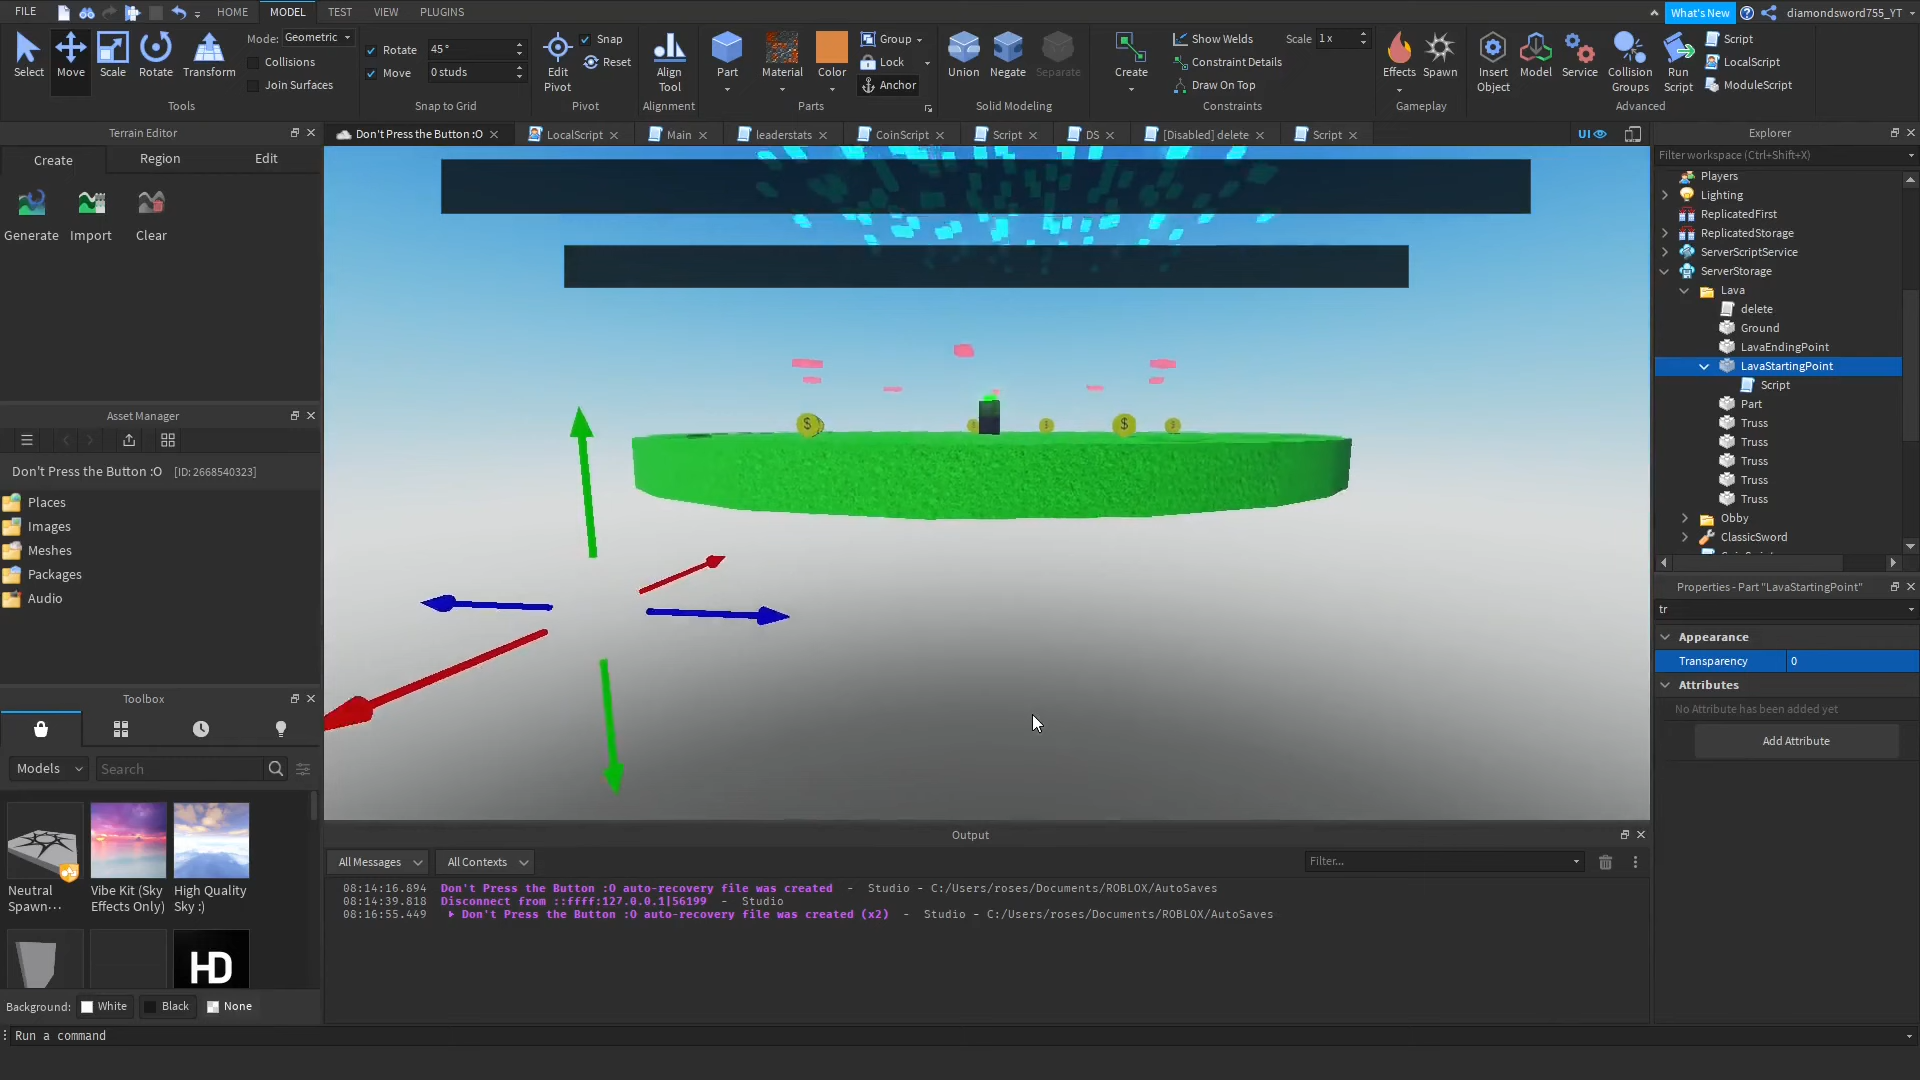 FILE HOME MODEL TEST VIEW PLUGINS What's New diamondsword755_YT
Select Move Scale Rotate Transform
Mode: Geometric
Collisions
Join Surfaces
Tools
Rotate 45°
Move 0 studs
Snap to Grid
Edit Pivot
Snap
Reset
Pivot
Align Tool
Alignment
Part Material Color
Group
Lock
Anchor
Parts
Union Negate Separate
Solid Modeling
Create
Show Welds
Scale 1 x
Constraint Details
Draw On Top
Constraints
Effects Spawn
Gameplay
Insert Object
Model
Service
Collision Groups
Run Script
Script
LocalScript
ModuleScript
Advanced
Terrain Editor
Create Region Edit
Generate Import Clear
Asset Manager
Don't Press the Button :O [ID: 2668540323]
Places
Images
Meshes
Packages
Audio
Toolbox
Models Search
Neutral Spawn···
Vibe Kit (Sky Effects Only)
High Quality Sky :)
HD
Background: White Black None
Run a command
Don't Press the Button :O LocalScript Main leaderstats CoinScript Script DS [Disabled] delete Script UI
$ $ $ $
Output
All Messages All Contexts Filter...
08:14:16.894 Don't Press the Button :O auto-recovery file was created - Studio - C:/Users/roses/Documents/ROBLOX/AutoSaves
08:14:39.818 Disconnect from ::ffff:127.0.0.1|56199 - Studio
08:16:55.449 Don't Press the Button :O auto-recovery file was created (x2) - Studio - C:/Users/roses/Documents/ROBLOX/AutoSaves
Explorer
Filter workspace (Ctrl+Shift+X)
Players
Lighting
ReplicatedFirst
ReplicatedStorage
ServerScriptService
ServerStorage
Lava
delete
Ground
LavaEndingPoint
LavaStartingPoint
Script
Part
Truss
Truss
Truss
Truss
Truss
Obby
ClassicSword
Properties - Part "LavaStartingPoint"
tr
Appearance
Transparency 0
Attributes
No Attribute has been added yet
Add Attribute